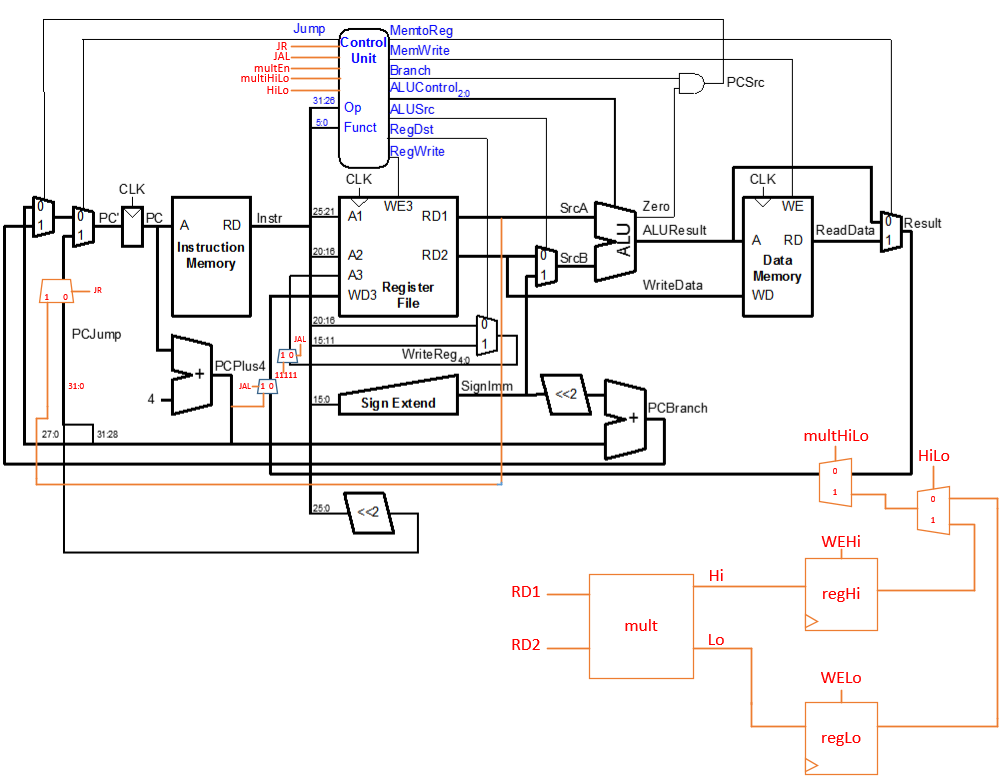 Jump
MemtoReg
JR
Control
Unit
JAL
MemWrite
multEn
Branch
PCSrc
multiHiLo
HiLo
ALUControl2:0
31:26
Op
ALUSrc
5:0
Funct
RegDst
RegWrite
CLK
CLK
CLK
0
1
0
1
PC'
PC
A
RD
Instr
Instruction
Memory
25:21
A1
WE3
RD1
SrcA
Zero
WE
0
1
Result
20:16
A2
RD2
0
1
SrcB
ALU
ALUResult
A
RD
ReadData
A3
Data
Memory
WD3
Register
File
WriteData
WD
1
0
JR
20:16
0
15:11
1
PCJump
JAL
1 0
WriteReg4:0
PCPlus4
+
11111
JAL
1 0
31:0
4
SignImm
15:0
Sign Extend
<<2
+
PCBranch
27:0
31:28
multHiLo
0
1
HiLo
0
1
25:0
<<2
WEHi
RD1
Hi
regHi
mult
RD2
Lo
WELo
regLo